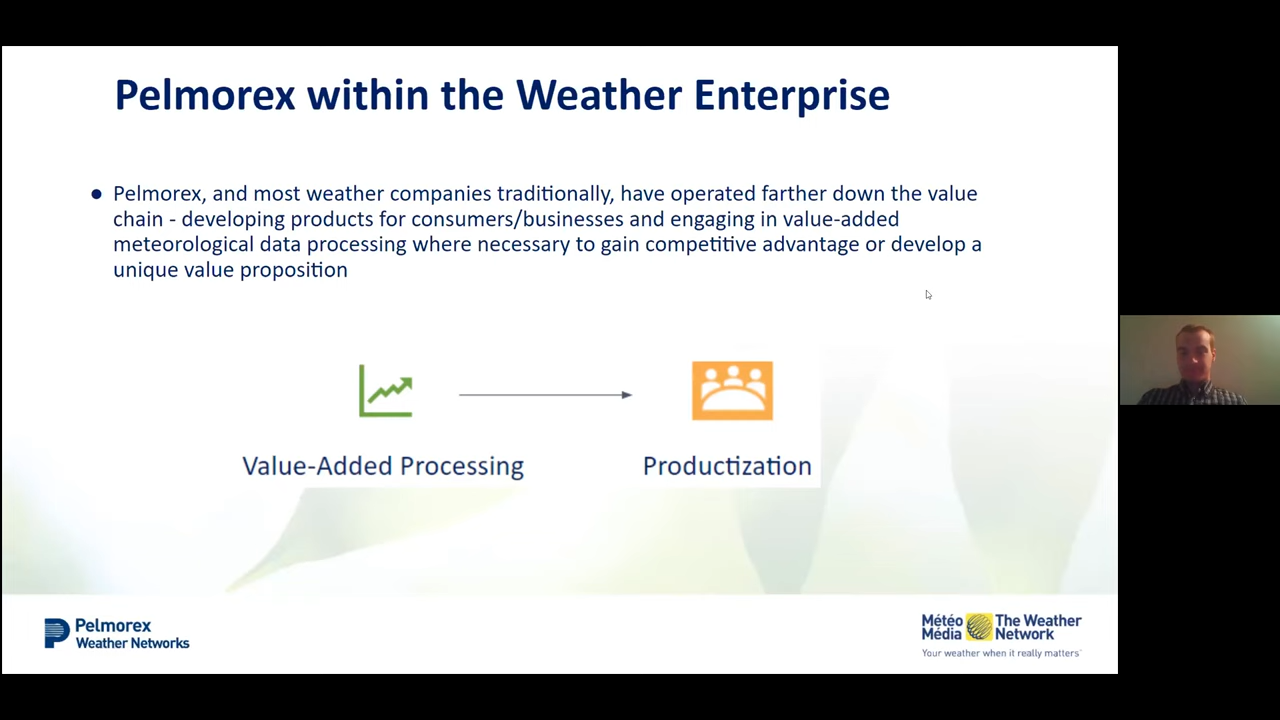 Pelmorex within the Weather Enterprise
● Pelmorex, and most weather companies traditionally, have operated farther down the value
chain - developing products for consumers/businesses and engaging in value-added
meteorological data processing where necessary to gain competitive advantage or develop a
unique value proposition
Value-Added Processing
Productization
Pelmorex
Weather Networks
Météo
Média
The Weather
Network
Your weather when it really matters™